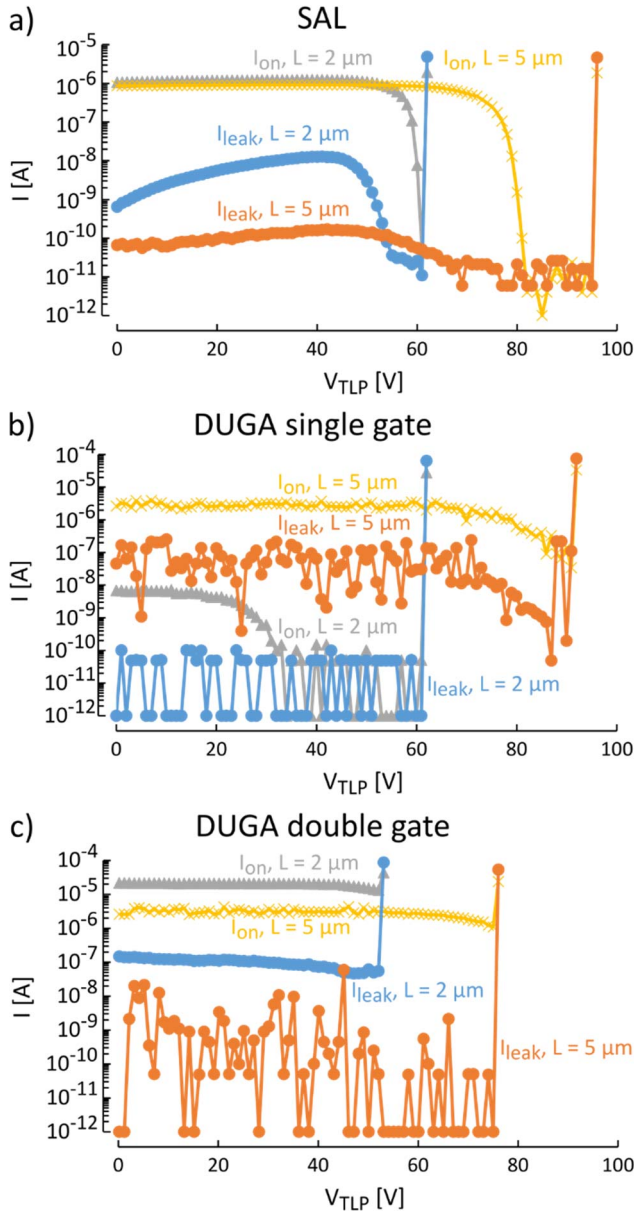 a) SAL
10⁻⁵
10⁻⁶
10⁻⁷
10⁻⁸
10⁻⁹
10⁻¹⁰
10⁻¹¹
10⁻¹²
I [A]
I_on, L = 2 µm
I_on, L = 5 µm
I_leak, L = 2 µm
I_leak, L = 5 µm
0 20 40 60 80 100
V_TLP [V]
b) DUGA single gate
10⁻⁴
10⁻⁵
10⁻⁶
10⁻⁷
10⁻⁸
10⁻⁹
10⁻¹⁰
10⁻¹¹
10⁻¹²
I [A]
I_on, L = 5 µm
I_leak, L = 5 µm
I_on, L = 2 µm
I_leak, L = 2 µm
0 20 40 60 80 100
V_TLP [V]
c) DUGA double gate
10⁻⁴
10⁻⁵
10⁻⁶
10⁻⁷
10⁻⁸
10⁻⁹
10⁻¹⁰
10⁻¹¹
10⁻¹²
I [A]
I_on, L = 2 µm
I_on, L = 5 µm
I_leak, L = 2 µm
I_leak, L = 5 µm
0 20 40 60 80 100
V_TLP [V]